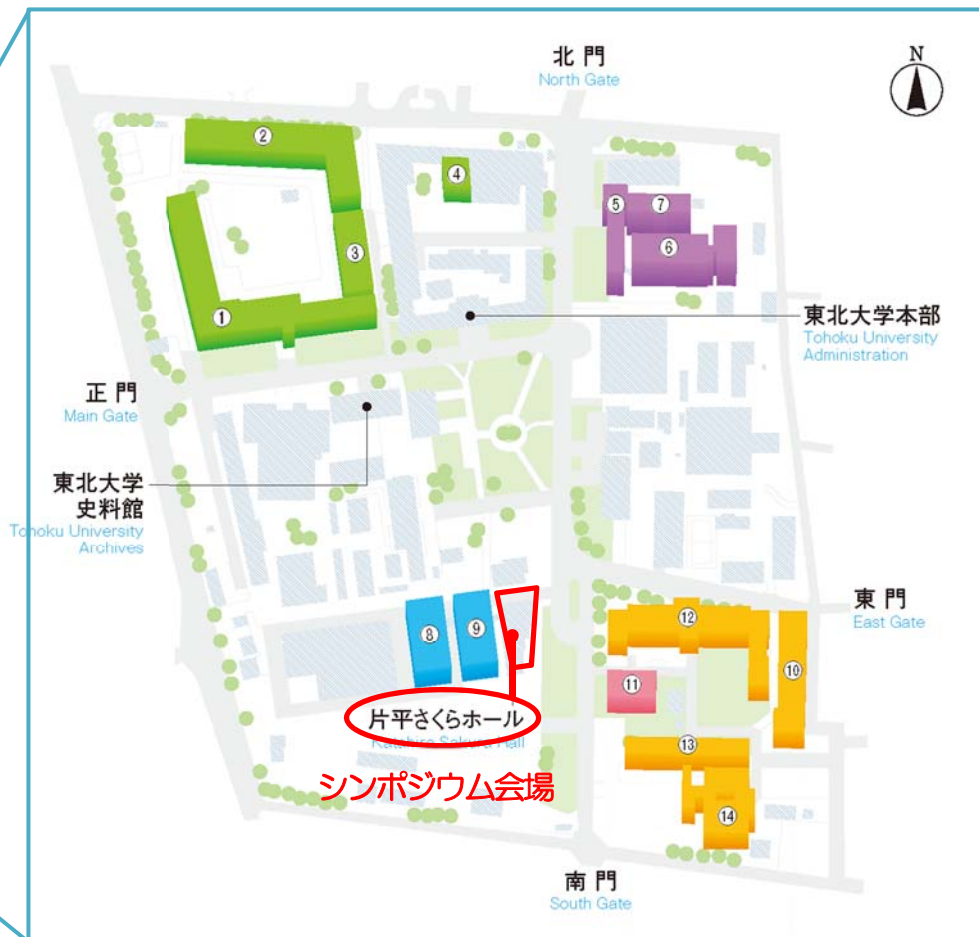 北門
North Gate
N
②
④
⑤
⑦
③
⑥
①
東北大学本部
Tohoku University
Administration
正門
Main Gate
東北大学
史料館
Tohoku University
Archives
東門
East Gate
⑫
⑧
⑨
⑩
⑪
片平さくらホール
Katahira Sakura Hall
シンポジウム会場
⑬
⑭
南門
South Gate